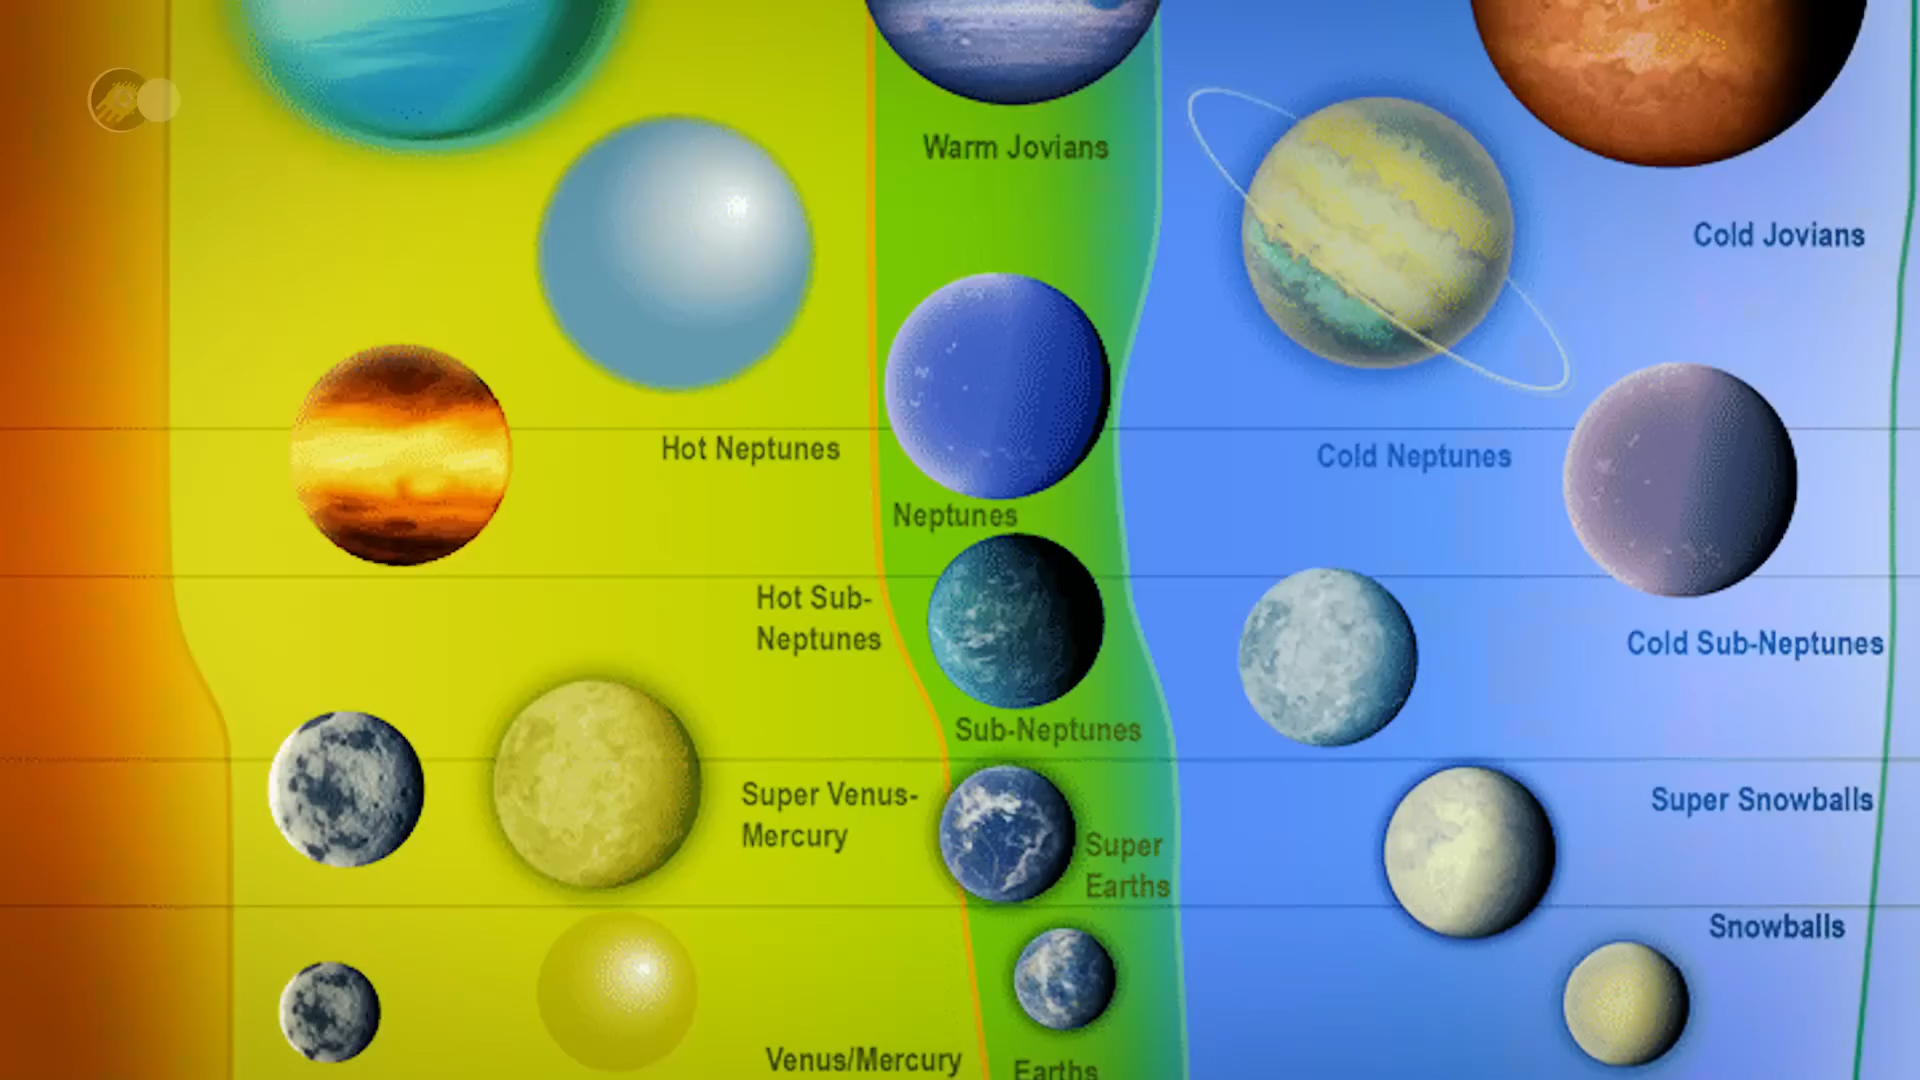 Warm Jovians
Cold Jovians
Hot Neptunes
Cold Neptunes
Neptunes
Hot Sub-
Neptunes
Cold Sub-Neptunes
Sub-Neptunes
Super Venus-
Mercury
Super Snowballs
Super
Earths
Snowballs
Venus/Mercury
Earths